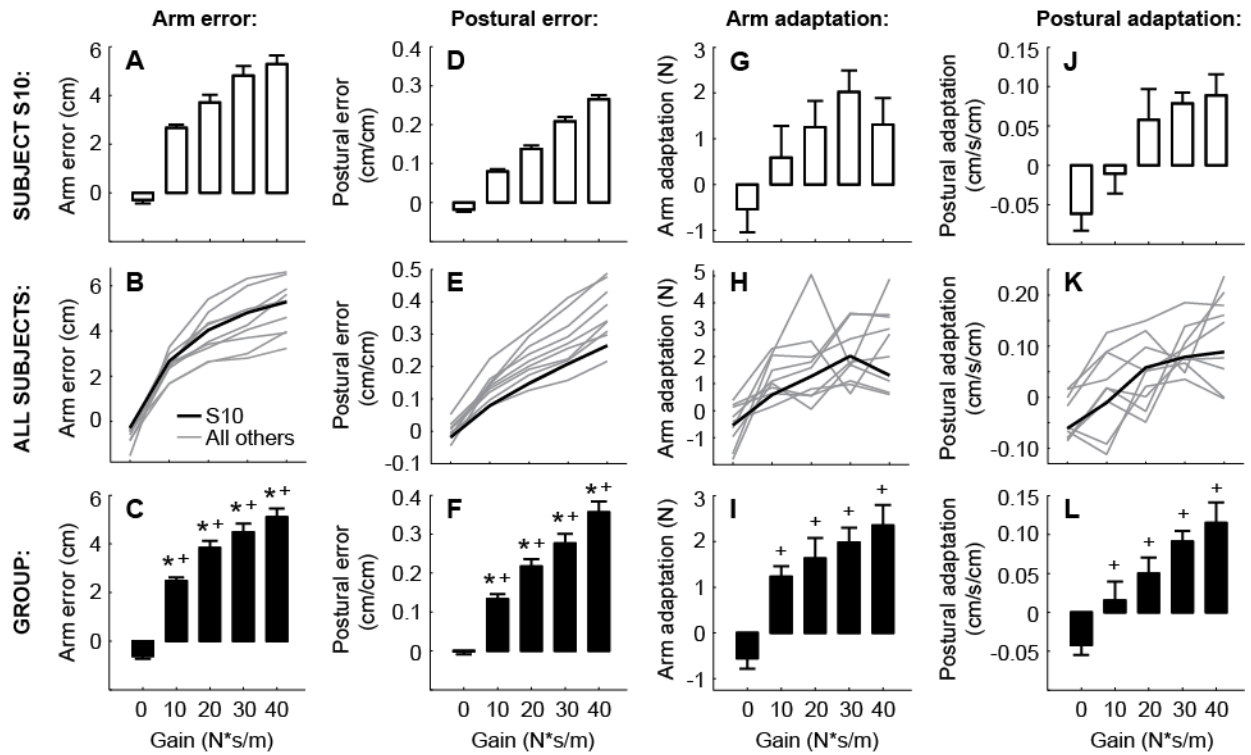 Arm error:
Postural error:
Arm adaptation:
Postural adaptation:
SUBJECT S10:
A
Arm error (cm)
6
4
2
0
D
Postural error
(cm/cm)
0.4
0.3
0.2
0.1
0
G
Arm adaptation (N)
3
2
1
0
-1
J
Postural adaptation
(cm/s/cm)
0.15
0.10
0.05
0
-0.05
ALL SUBJECTS:
B
Arm error (cm)
6
4
2
0
S10
All others
E
Postural error
(cm/cm)
0.5
0.4
0.3
0.2
0.1
0
-0.1
H
Arm adaptation (N)
5
4
3
2
1
0
-1
K
Postural adaptation
(cm/s/cm)
0.20
0.10
0
-0.10
GROUP:
C
Arm error (cm)
6
4
2
0
*+ *+ *+ *+
0 10 20 30 40
Gain (N*s/m)
F
Postural error
(cm/cm)
0.4
0.3
0.2
0.1
0
*+ *+ *+ *+
0 10 20 30 40
Gain (N*s/m)
I
Arm adaptation (N)
3
2
1
0
-1
+ + + +
0 10 20 30 40
Gain (N*s/m)
L
Postural adaptation
(cm/s/cm)
0.15
0.10
0.05
0
-0.05
+ + + +
0 10 20 30 40
Gain (N*s/m)